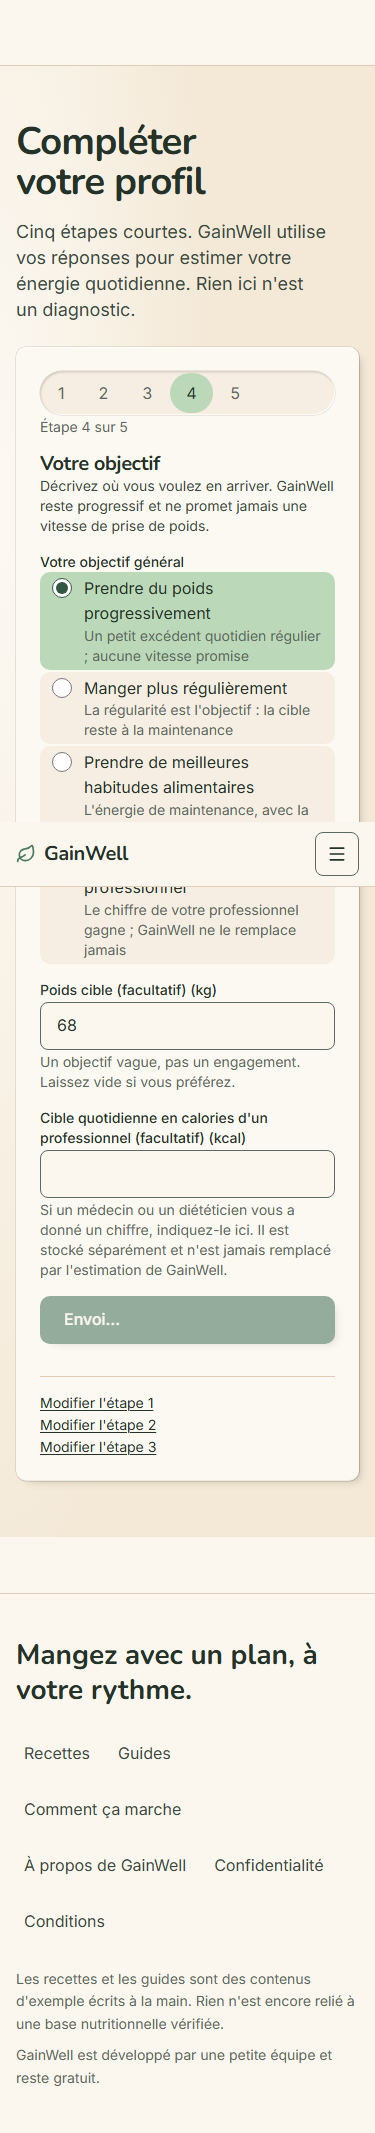 Compléter
votre profil
Cinq étapes courtes. GainWell utilise
vos réponses pour estimer votre
énergie quotidienne. Rien ici n'est
un diagnostic.
1 2 3 4 5
Étape 4 sur 5
Votre objectif
Décrivez où vous voulez en arriver. GainWell
reste progressif et ne promet jamais une
vitesse de prise de poids.
Votre objectif général
Prendre du poids
progressivement
Un petit excédent quotidien régulier
; aucune vitesse promise
Manger plus régulièrement
La régularité est l'objectif : la cible
reste à la maintenance
Prendre de meilleures
habitudes alimentaires
L'énergie de maintenance, avec la
GainWell
professionnel
Le chiffre de votre professionnel
gagne ; GainWell ne le remplace
jamais
Poids cible (facultatif) (kg)
68
Un objectif vague, pas un engagement.
Laissez vide si vous préférez.
Cible quotidienne en calories d'un
professionnel (facultatif) (kcal)
Si un médecin ou un diététicien vous a
donné un chiffre, indiquez-le ici. Il est
stocké séparément et n'est jamais remplacé
par l'estimation de GainWell.
Envoi...
Modifier l'étape 1
Modifier l'étape 2
Modifier l'étape 3
Mangez avec un plan, à
votre rythme.
Recettes Guides
Comment ça marche
À propos de GainWell Confidentialité
Conditions
Les recettes et les guides sont des contenus
d'exemple écrits à la main. Rien n'est encore relié à
une base nutritionnelle vérifiée.
GainWell est développé par une petite équipe et
reste gratuit.